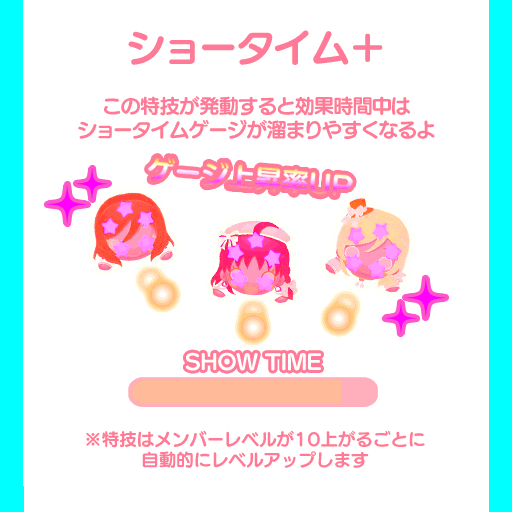 ショータイム＋
この特技が発動すると効果時間中は
ショータイムゲージが溜まりやすくなるよ
ゲージ上昇率UP
SHOW TIME
※特技はメンバーレベルが10上がるごとに
自動的にレベルアップします